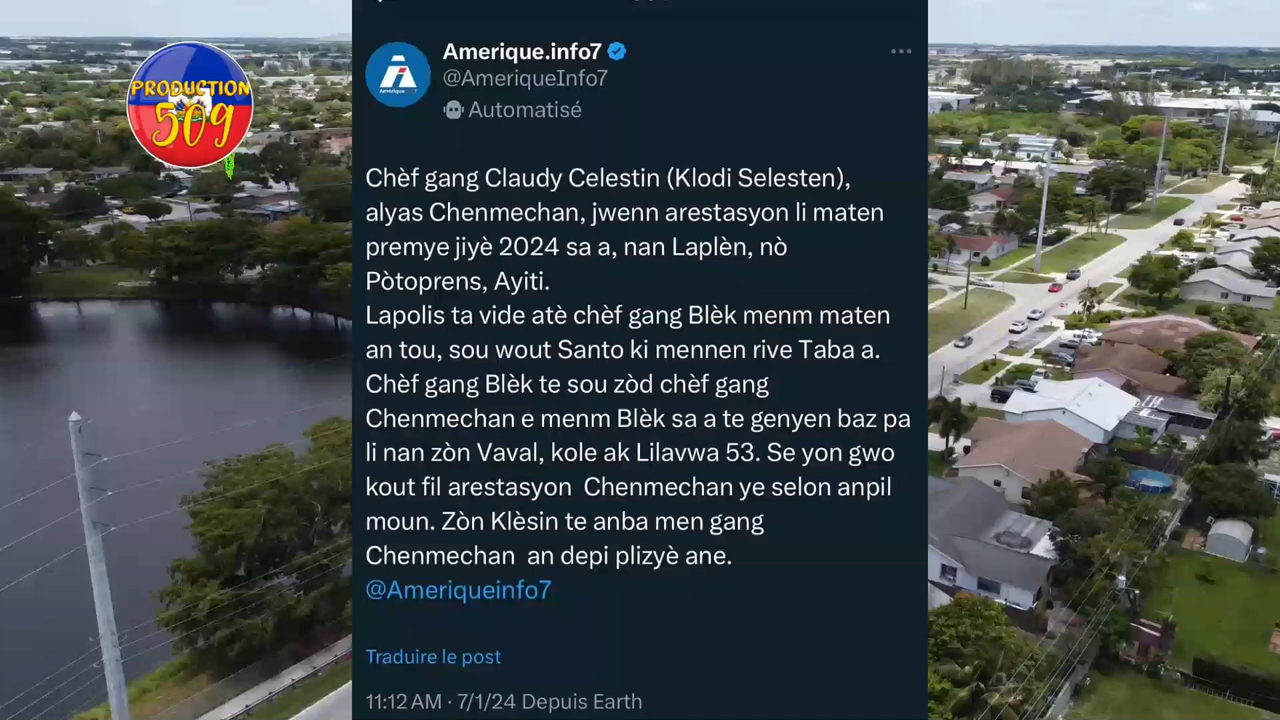 PRODUCTION
509
Amerique.info7
@AmeriqueInfo7
Automatisé
Chèf gang Claudy Celestin (Klodi Selesten),
alyas Chenmechan, jwenn arestasyon li maten
premye jiyè 2024 sa a, nan Laplèn, nò
Pòtoprens, Ayiti.
Lapolis ta vide atè chèf gang Blèk menm maten
an tou, sou wout Santo ki mennen rive Taba a.
Chèf gang Blèk te sou zòd chèf gang
Chenmechan e menm Blèk sa a te genyen baz pa
li nan zòn Vaval, kole ak Lilavwa 53. Se yon gwo
kout fil arestasyon  Chenmechan ye selon anpil
moun. Zòn Klèsin te anba men gang
Chenmechan  an depi plizyè ane.
@Ameriqueinfo7
Traduire le post
11:12 AM · 7/1/24 Depuis Earth